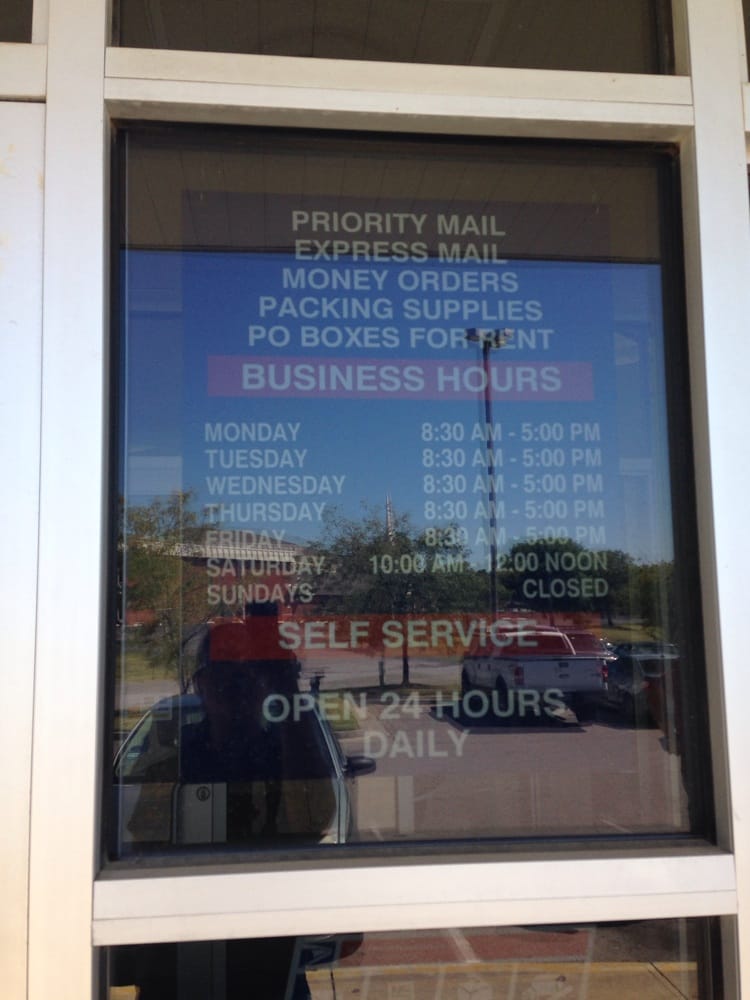 PRIORITY MAIL
EXPRESS MAIL
MONEY ORDERS
PACKING SUPPLIES
PO BOXES FOR RENT
BUSINESS HOURS
MONDAY 8:30 AM - 5:00 PM
TUESDAY 8:30 AM - 5:00 PM
WEDNESDAY 8:30 AM - 5:00 PM
THURSDAY 8:30 AM - 5:00 PM
FRIDAY 8:30 AM - 5:00 PM
SATURDAY 10:00 AM - 12:00 NOON
SUNDAYS CLOSED
SELF SERVICE
OPEN 24 HOURS
DAILY